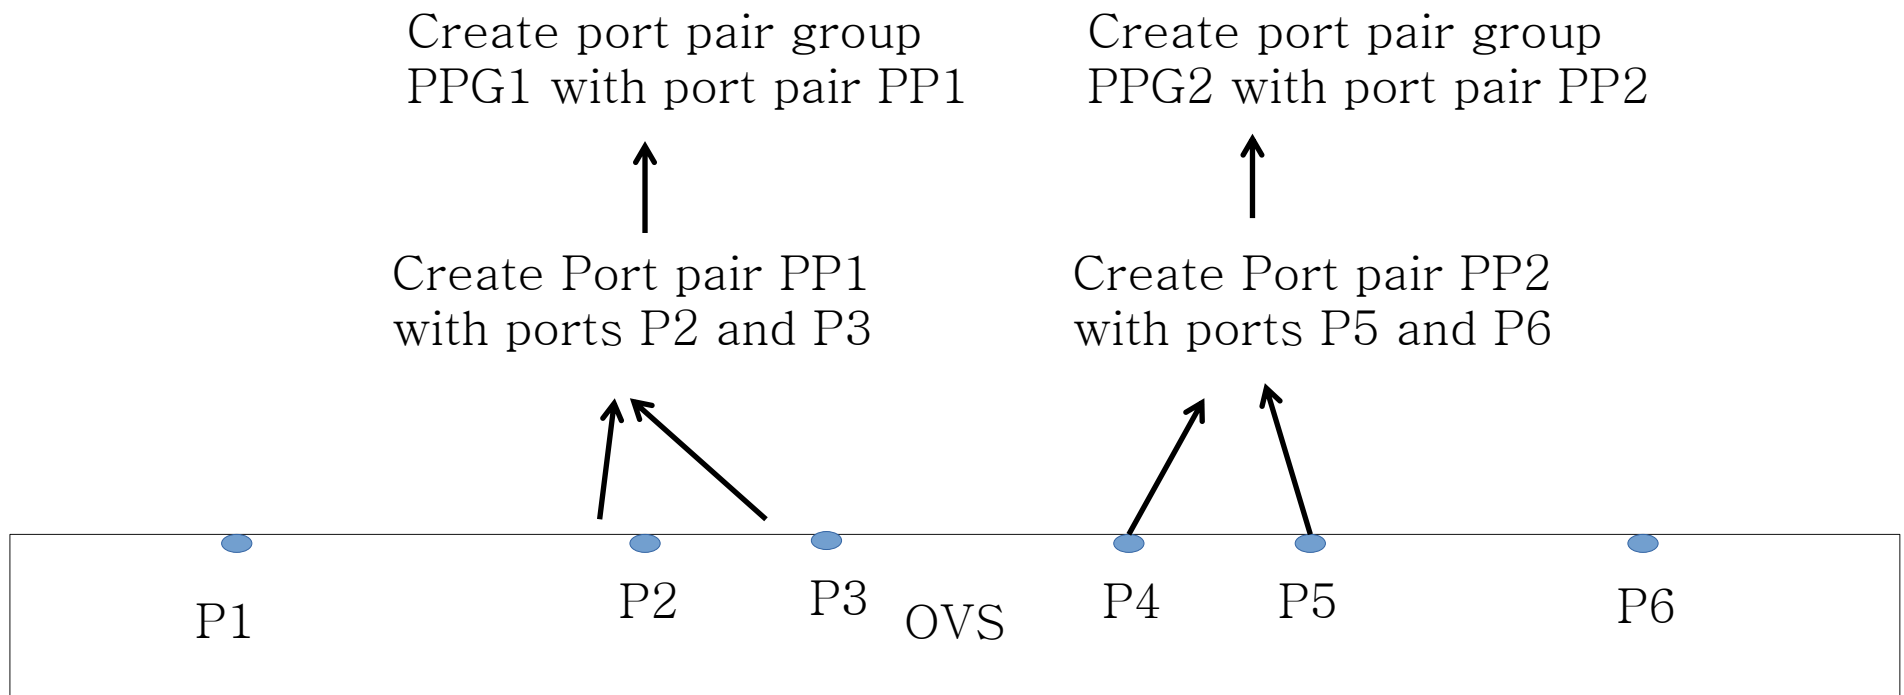 Create port pair group
PPG1 with port pair PP1
Create port pair group
PPG2 with port pair PP2
Create Port pair PP1
with ports P2 and P3
Create Port pair PP2
with ports P5 and P6
P1
P2
P3
OVS
P4
P5
P6